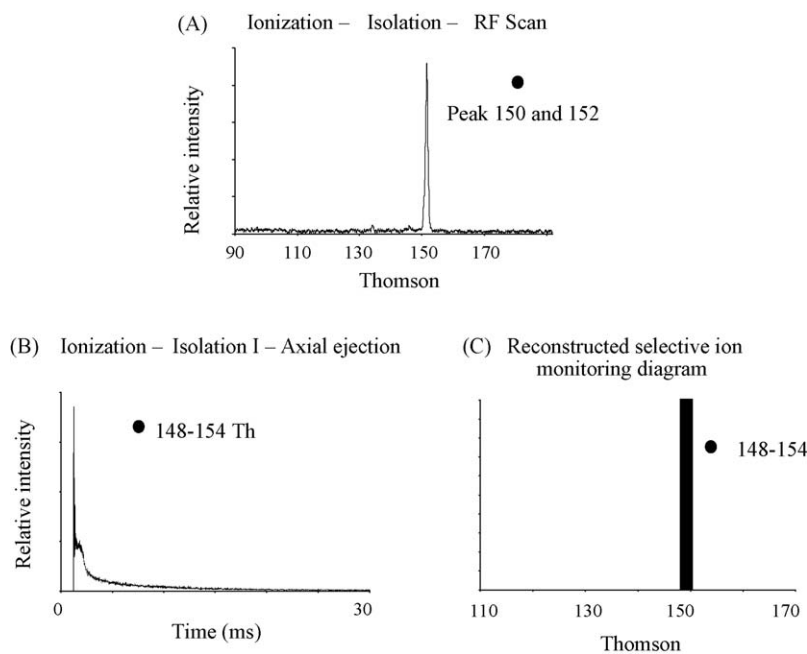 (A) Ionization – Isolation – RF Scan
Relative intensity
Peak 150 and 152
90 110 130 150 170
Thomson
(B) Ionization – Isolation I – Axial ejection
Relative intensity
148-154 Th
0 30
Time (ms)
(C) Reconstructed selective ion
monitoring diagram
148-154
110 130 150 170
Thomson